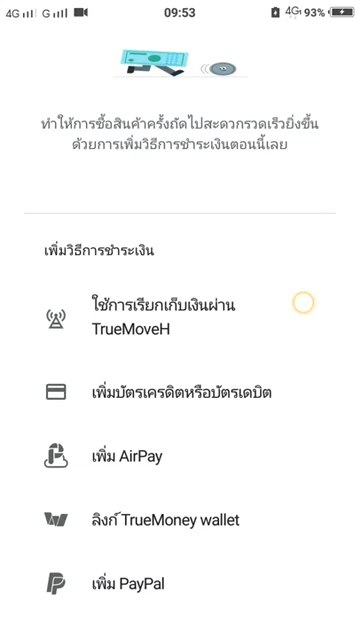 4G G 09:53 4G 93%
ทำให้การซื้อสินค้าครั้งถัดไปสะดวกรวดเร็วยิ่งขึ้น
ด้วยการเพิ่มวิธีการชำระเงินตอนนี้เลย
เพิ่มวิธีการชำระเงิน
ใช้การเรียกเก็บเงินผ่าน
TrueMoveH
เพิ่มบัตรเครดิตหรือบัตรเดบิต
เพิ่ม AirPay
ลิงก์ TrueMoney wallet
เพิ่ม PayPal